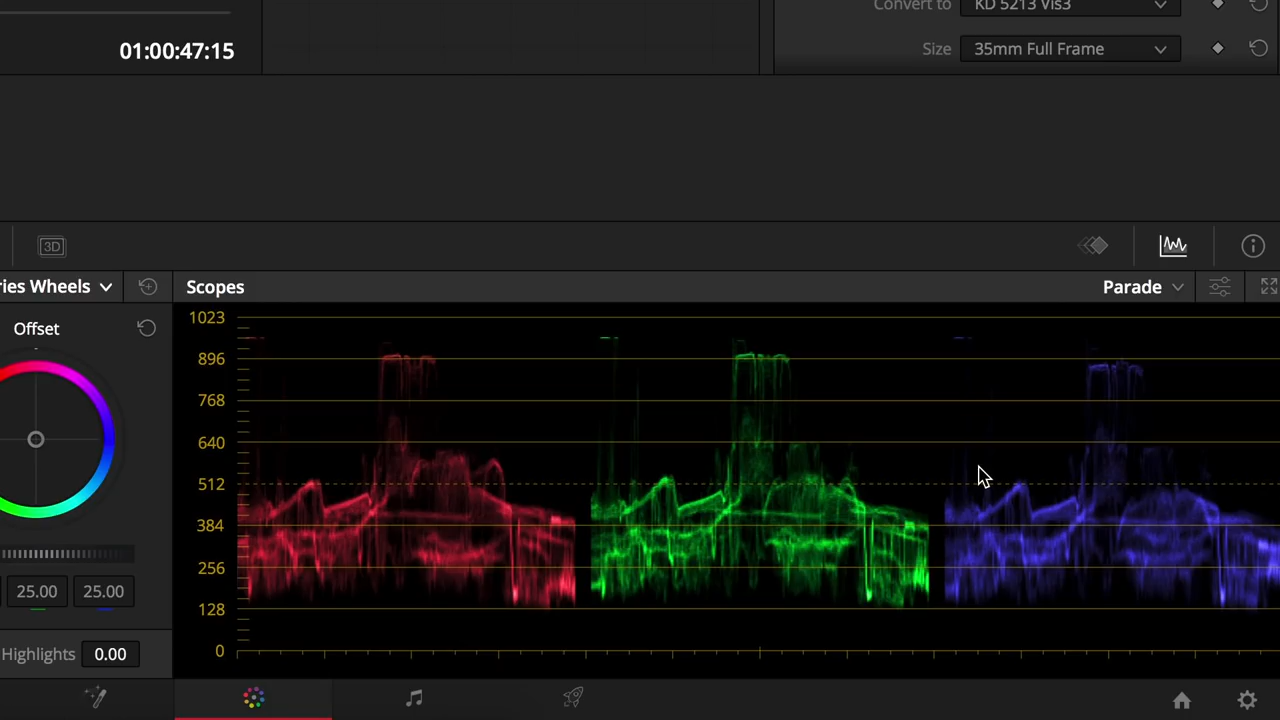 Convert to KD 5213 Vis3
01:00:47:15
Size 35mm Full Frame
3D
ries Wheels
Scopes
Parade
Offset
1023
896
768
640
512
384
256
128
0
25.00 25.00
Highlights 0.00